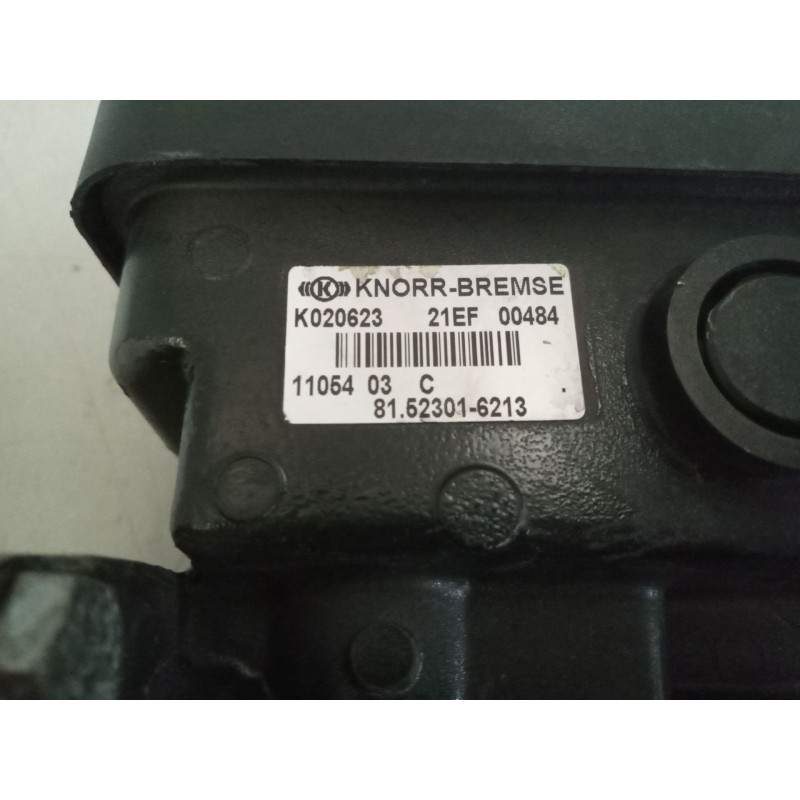 K KNORR-BREMSE
K020623 21EF 00484
11054 03 C
81.52301-6213